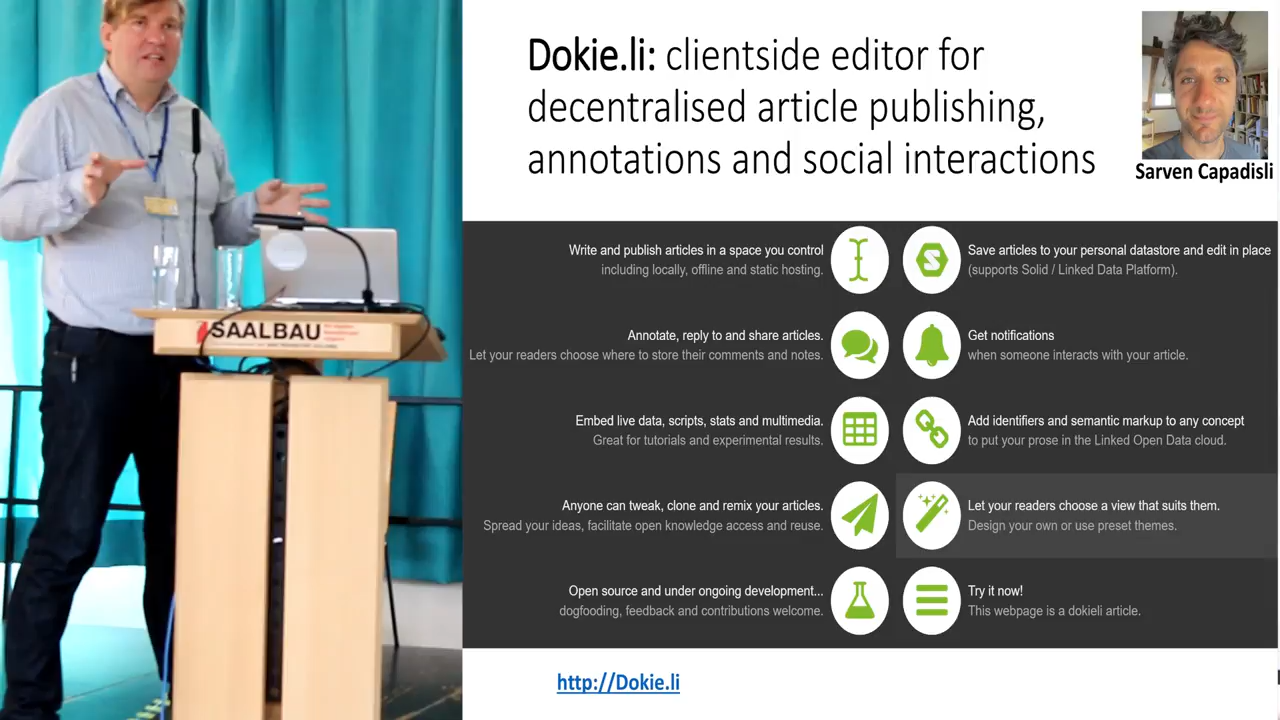 SAALBAU
Dokie.li: clientside editor for
decentralised article publishing,
annotations and social interactions
Sarven Capadisli
Write and publish articles in a space you control
including locally, offline and static hosting.
Save articles to your personal datastore and edit in place
(supports Solid / Linked Data Platform).
Annotate, reply to and share articles.
Let your readers choose where to store their comments and notes.
Get notifications
when someone interacts with your article.
Embed live data, scripts, stats and multimedia.
Great for tutorials and experimental results.
Add identifiers and semantic markup to any concept
to put your prose in the Linked Open Data cloud.
Anyone can tweak, clone and remix your articles.
Spread your ideas, facilitate open knowledge access and reuse.
Let your readers choose a view that suits them.
Design your own or use preset themes.
Open source and under ongoing development...
dogfooding, feedback and contributions welcome.
Try it now!
This webpage is a dokieli article.
http://Dokie.li